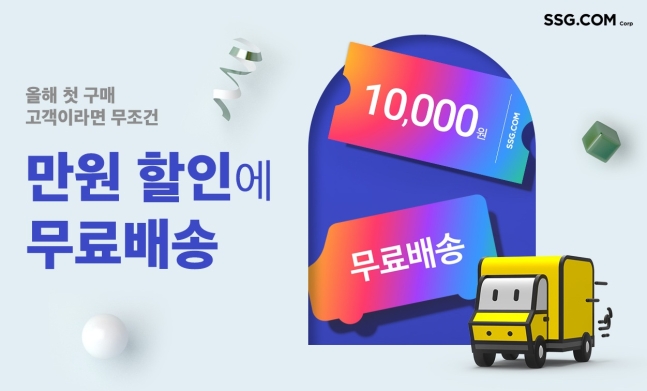 SSG.COM Corp
올해 첫 구매
고객이라면 무조건
만원 할인에
무료배송
10,000원
SSG.COM
무료배송